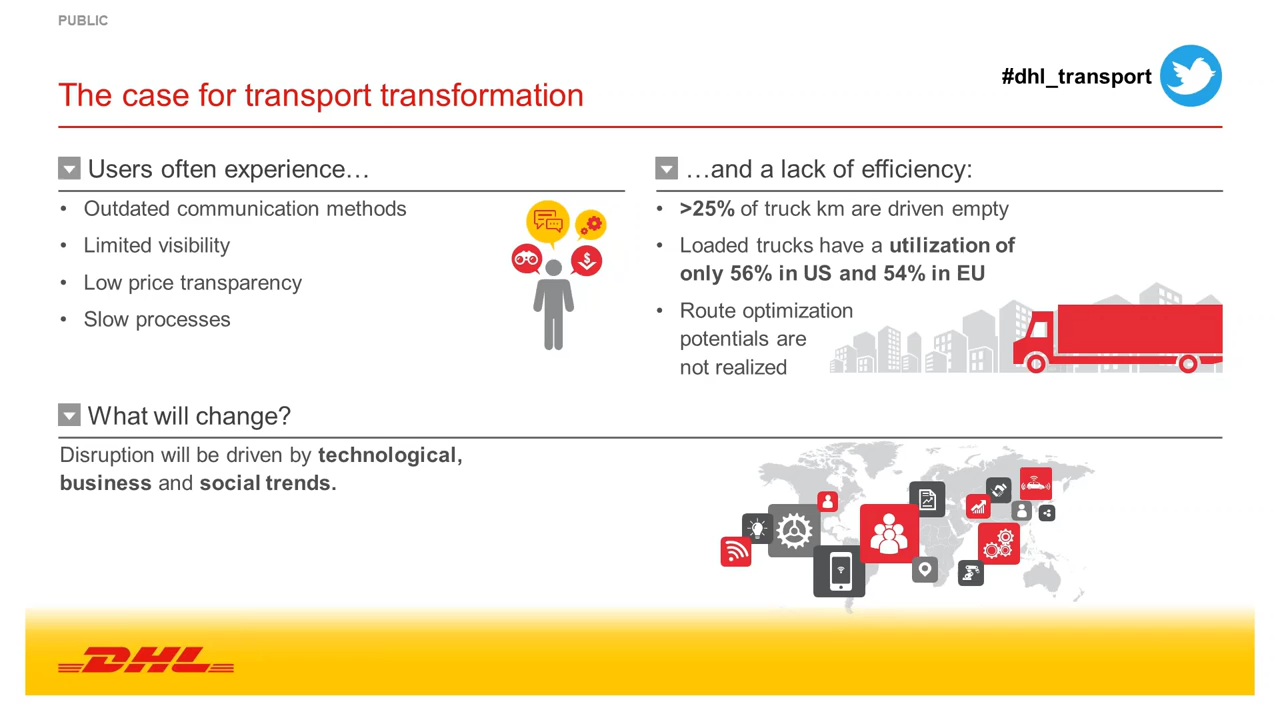 PUBLIC
#dhl_transport
The case for transport transformation
Users often experience…
• Outdated communication methods
• Limited visibility
• Low price transparency
• Slow processes
$
…and a lack of efficiency:
• >25% of truck km are driven empty
• Loaded trucks have a utilization of
only 56% in US and 54% in EU
• Route optimization
potentials are
not realized
What will change?
Disruption will be driven by technological,
business and social trends.
DHL